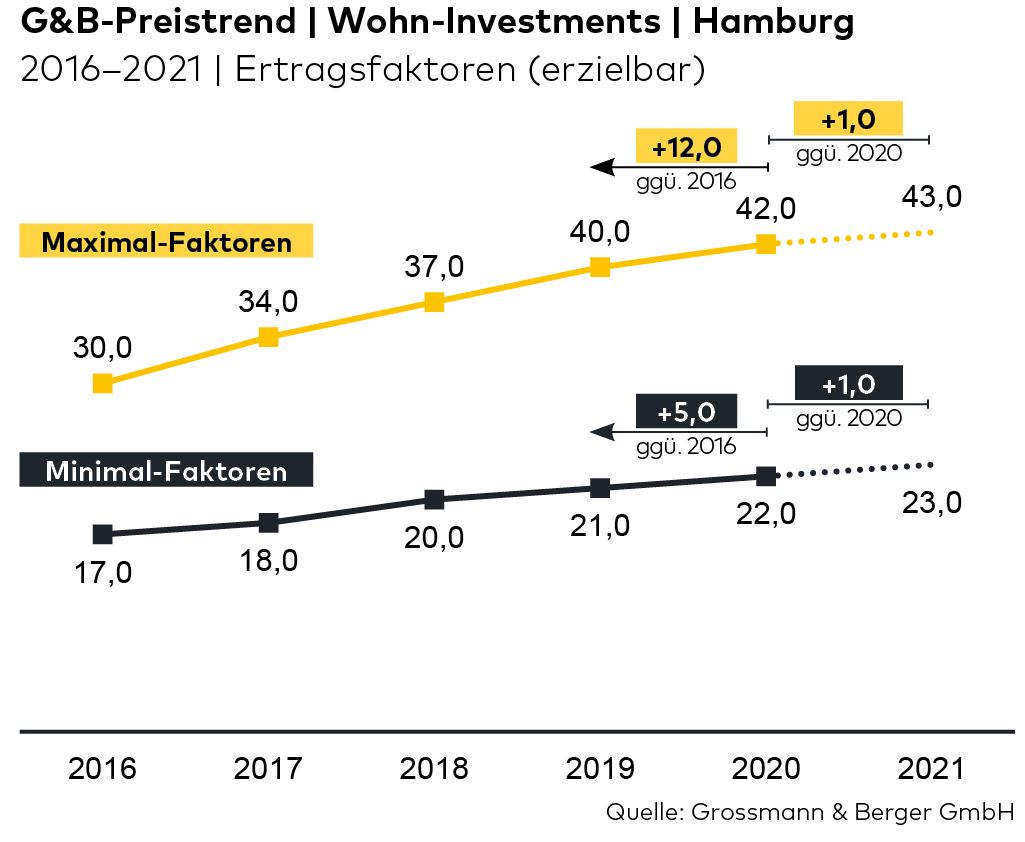 G&B-Preistrend | Wohn-Investments | Hamburg
2016–2021 | Ertragsfaktoren (erzielbar)
+1,0
ggü. 2020
+12,0
ggü. 2016
43,0
42,0
40,0
Maximal-Faktoren
37,0
34,0
30,0
+1,0
ggü. 2020
+5,0
ggü. 2016
Minimal-Faktoren
23,0
22,0
21,0
20,0
18,0
17,0
2016 2017 2018 2019 2020 2021
Quelle: Grossmann & Berger GmbH